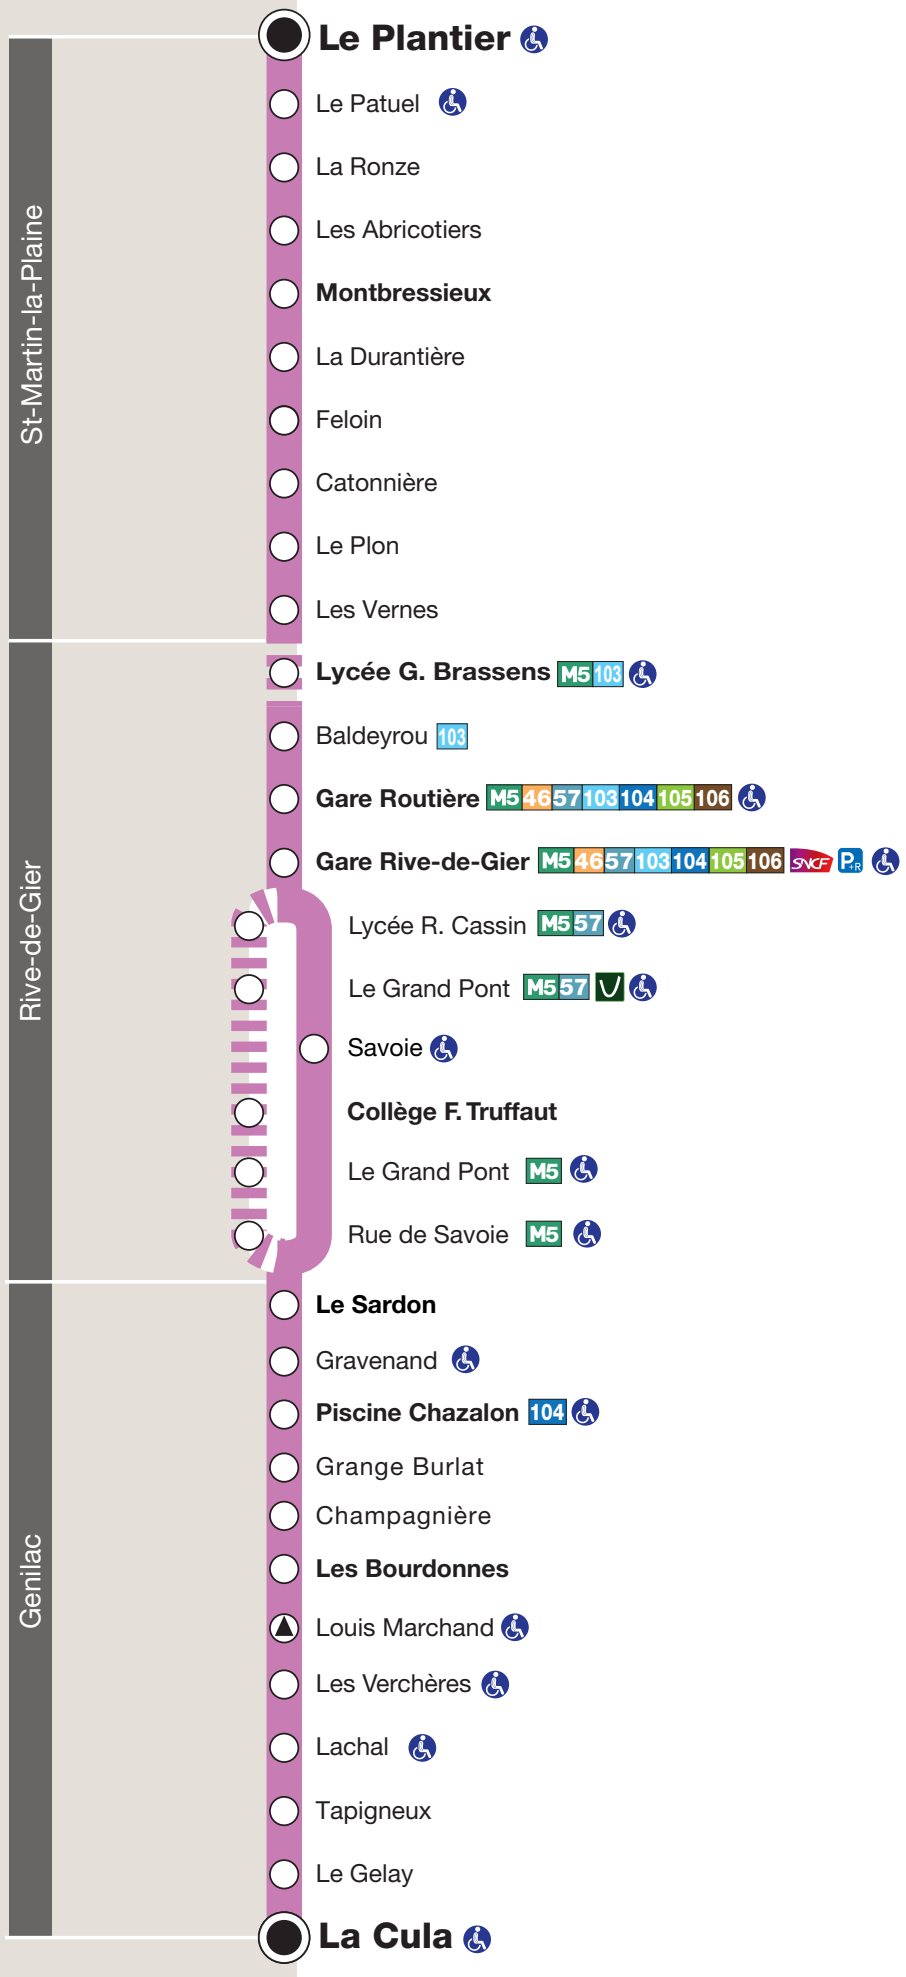 Le Plantier
Le Patuel
La Ronze
Les Abricotiers
Montbressieux
La Durantière
Feloin
Catonnière
Le Plon
Les Vernes
St-Martin-la-Plaine
Lycée G. Brassens M5 103
Baldeyrou 103
Gare Routière M5 46 57 103 104 105 106
Gare Rive-de-Gier M5 46 57 103 104 105 106 SNCF P+R
Lycée R. Cassin M5 57
Le Grand Pont M5 57
Savoie
Collège F. Truffaut
Le Grand Pont M5
Rue de Savoie M5
Rive-de-Gier
Le Sardon
Gravenand
Piscine Chazalon 104
Grange Burlat
Champagnière
Les Bourdonnes
Louis Marchand
Les Verchères
Lachal
Tapigneux
Le Gelay
La Cula
Genilac